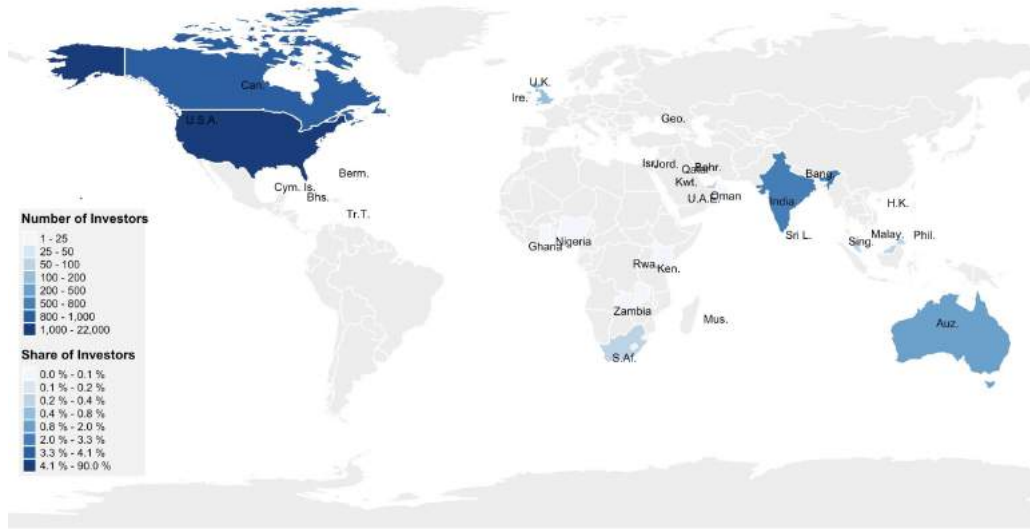 U.K.
Can.
Ire.
U.S.A.
Geo.
Isr.
Jord.
Qatar
Bahr.
Berm.
Bang.
Kwt.
Cym. Is.
Bhs.
U.A.E.
Oman
India
H.K.
Tr.T.
Number of Investors
1 - 25
25 - 50
50 - 100
100 - 200
200 - 500
500 - 800
800 - 1,000
1,000 - 22,000
Ghana
Nigeria
Sri L.
Sing.
Malay.
Phil.
Rwa.
Ken.
Zambia
Mus.
Auz.
S.Af.
Share of Investors
0.0 % - 0.1 %
0.1 % - 0.2 %
0.2 % - 0.4 %
0.4 % - 0.8 %
0.8 % - 2.0 %
2.0 % - 3.3 %
3.3 % - 4.1 %
4.1 % - 90.0 %